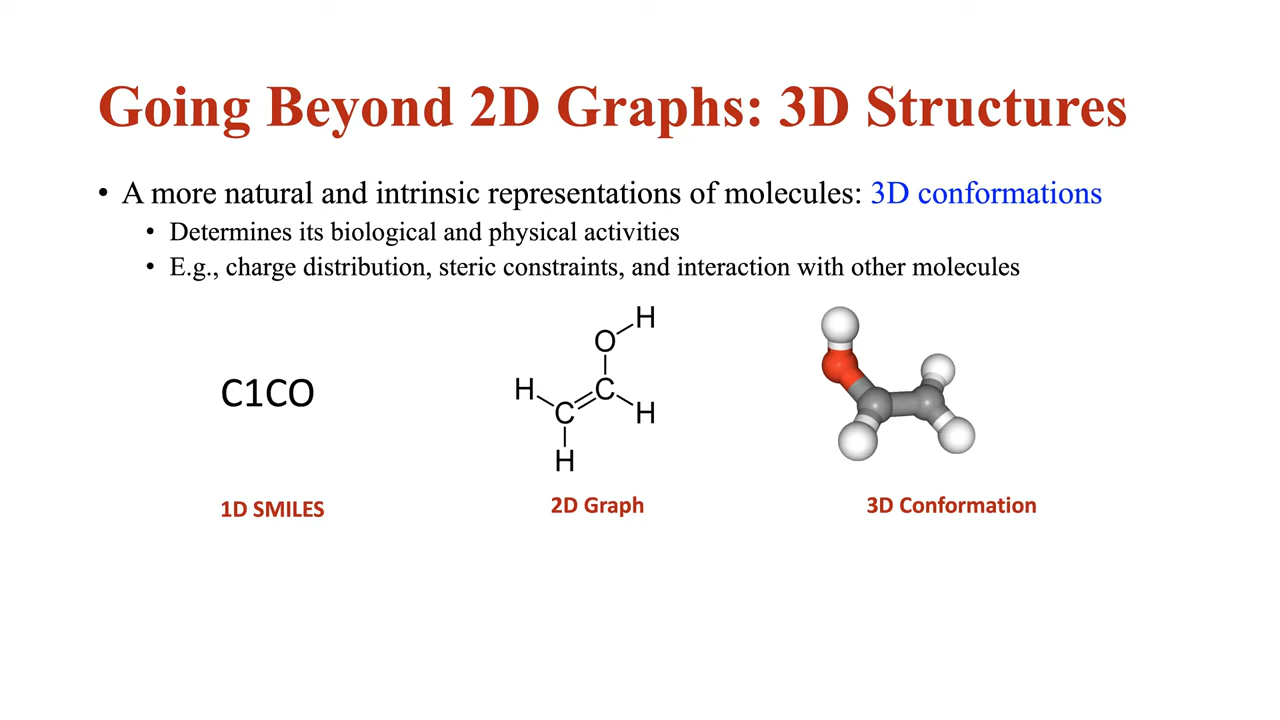 Going Beyond 2D Graphs: 3D Structures
• A more natural and intrinsic representations of molecules: 3D conformations
• Determines its biological and physical activities
• E.g., charge distribution, steric constraints, and interaction with other molecules
C1CO
H
O
H
C
C
H
H
1D SMILES
2D Graph
3D Conformation